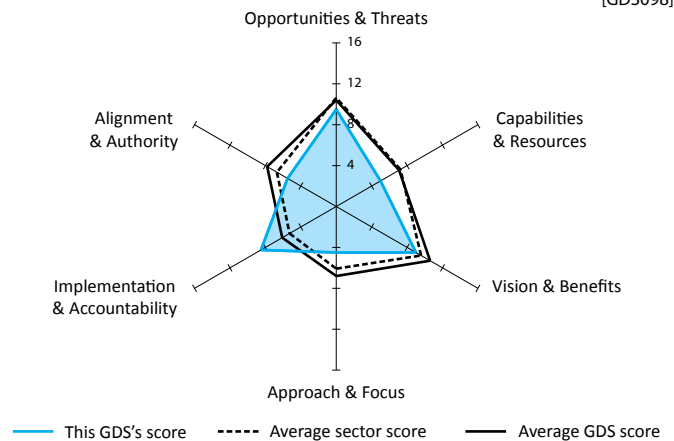 [GDS098]
Opportunities & Threats
16
12
8
4
Alignment
& Authority
Capabilities
& Resources
Implementation
& Accountability
Vision & Benefits
Approach & Focus
This GDS's score
Average sector score
Average GDS score